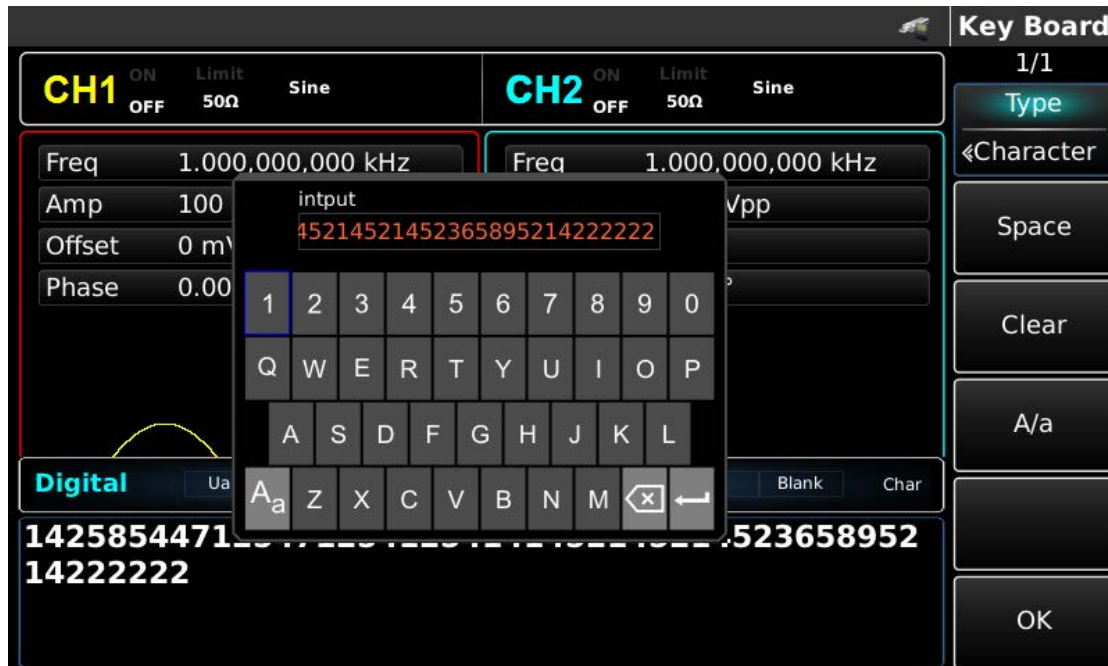 Key Board
1/1
CH1 ON OFF Limit 50Ω Sine
CH2 ON OFF Limit 50Ω Sine
Type
«Character
Freq 1.000,000,000 kHz
Freq 1.000,000,000 kHz
Amp 100
Vpp
Offset 0 m
Phase 0.00
°
intput
45214521452365895214222222
1 2 3 4 5 6 7 8 9 0
Q W E R T Y U I O P
A S D F G H J K L
Aa Z X C V B N M
Space
Clear
A/a
OK
Digital Ua Blank Char
14222222